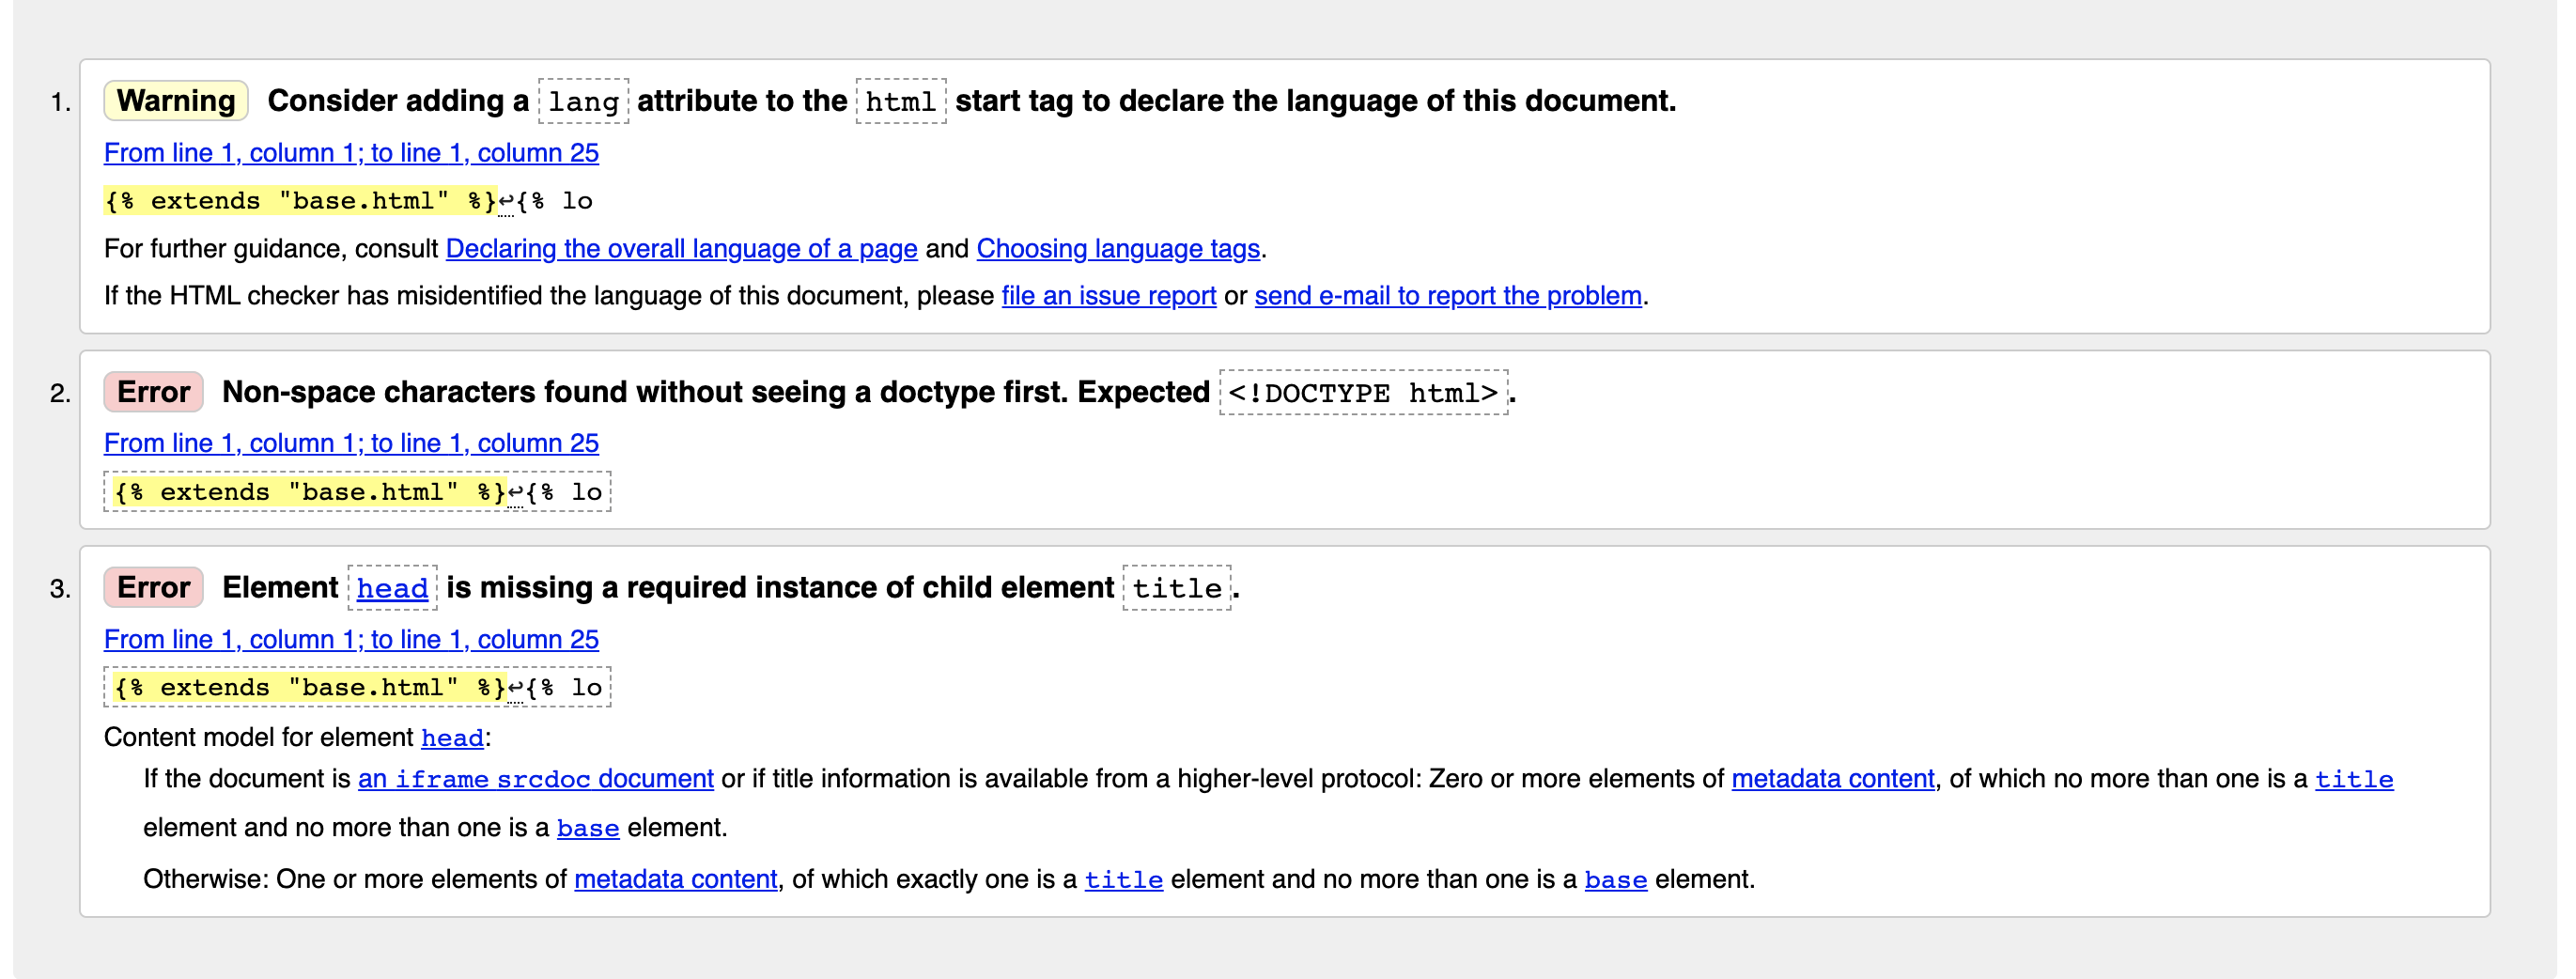 1. Warning Consider adding a lang attribute to the html start tag to declare the language of this document.
From line 1, column 1; to line 1, column 25
{% extends "base.html" %}↩{% lo
For further guidance, consult Declaring the overall language of a page and Choosing language tags.
If the HTML checker has misidentified the language of this document, please file an issue report or send e-mail to report the problem.
2. Error Non-space characters found without seeing a doctype first. Expected <!DOCTYPE html>.
From line 1, column 1; to line 1, column 25
{% extends "base.html" %}↩{% lo
3. Error Element head is missing a required instance of child element title.
From line 1, column 1; to line 1, column 25
{% extends "base.html" %}↩{% lo
Content model for element head:
If the document is an iframe srcdoc document or if title information is available from a higher-level protocol: Zero or more elements of metadata content, of which no more than one is a title
element and no more than one is a base element.
Otherwise: One or more elements of metadata content, of which exactly one is a title element and no more than one is a base element.